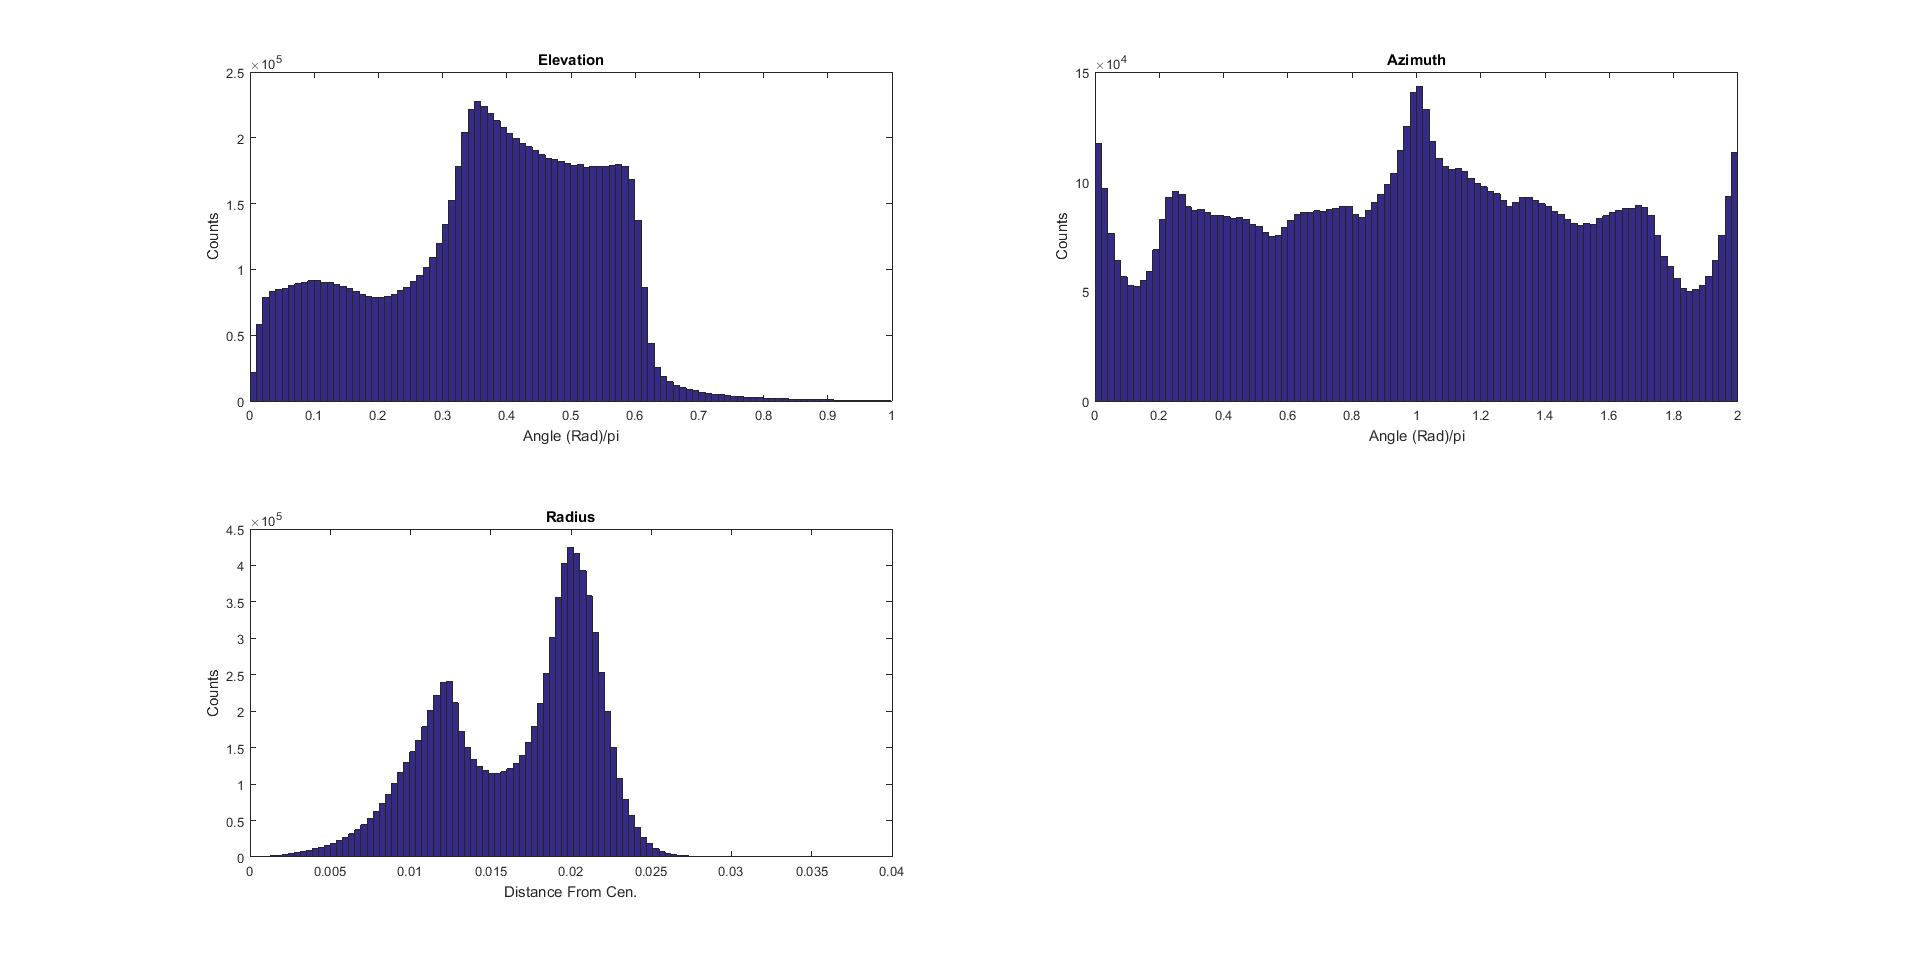 Elevation
×10^5
2.5
2
1.5
1
0.5
0
Counts
0 0.1 0.2 0.3 0.4 0.5 0.6 0.7 0.8 0.9 1
Angle (Rad)/pi
Azimuth
×10^4
15
10
5
0
Counts
0 0.2 0.4 0.6 0.8 1 1.2 1.4 1.6 1.8 2
Angle (Rad)/pi
Radius
×10^5
4.5
4
3.5
3
2.5
2
1.5
1
0.5
0
Counts
0 0.005 0.01 0.015 0.02 0.025 0.03 0.035 0.04
Distance From Cen.